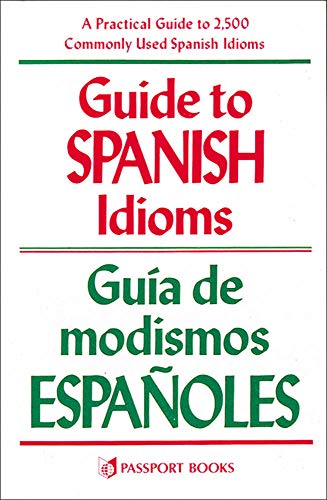 A Practical Guide to 2,500
Commonly Used Spanish Idioms
Guide to
SPANISH
Idioms
Guía de
modismos
ESPAÑOLES
PASSPORT BOOKS